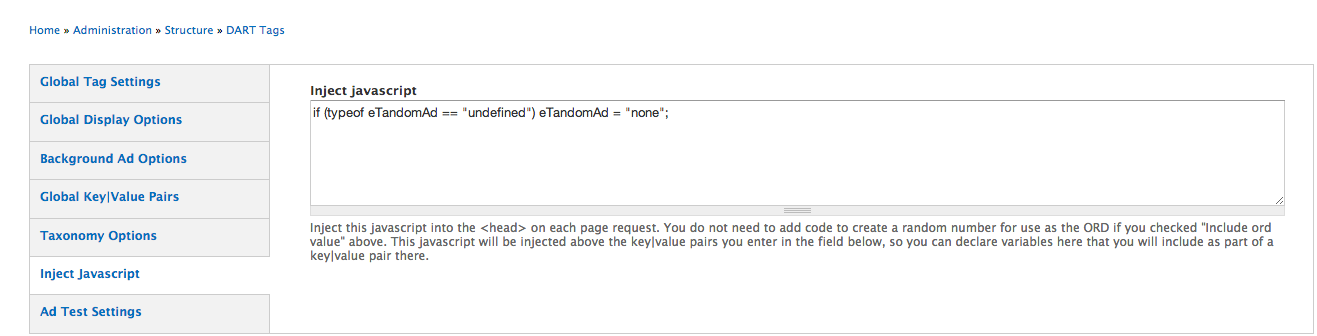 Home » Administration » Structure » DART Tags
Global Tag Settings
Global Display Options
Background Ad Options
Global Key|Value Pairs
Taxonomy Options
Inject Javascript
Ad Test Settings
Inject javascript
if (typeof eTandomAd == "undefined") eTandomAd = "none";
Inject this javascript into the <head> on each page request. You do not need to add code to create a random number for use as the ORD if you checked "Include ord
value" above. This javascript will be injected above the key|value pairs you enter in the field below, so you can declare variables here that you will include as part of a
key|value pair there.